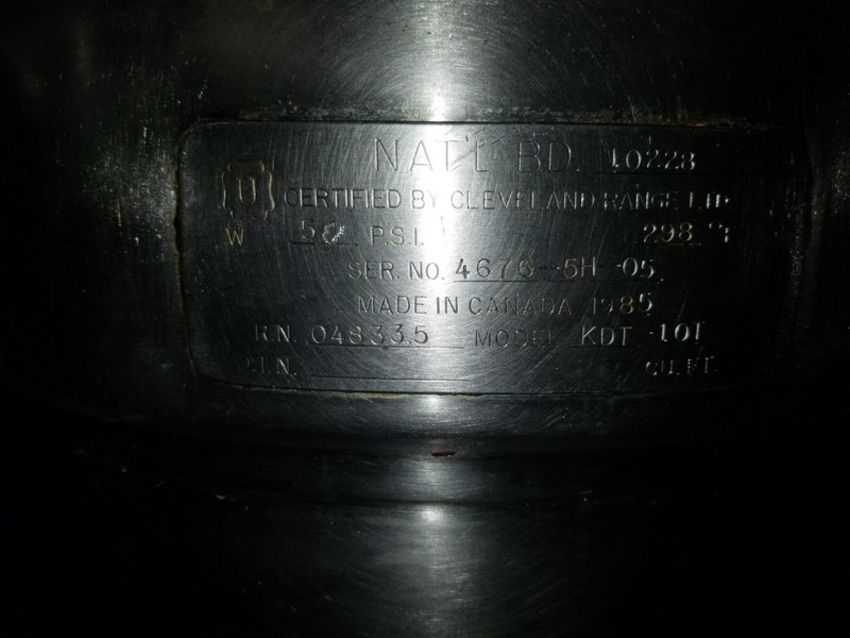 NAT'L BD. 10228
U CERTIFIED BY CLEVELAND RANGE LTD.
W 50 P.S.I. 298 °F
SER. NO. 4676-5H-05
MADE IN CANADA 1985
R.N. 048335 MODEL KDT-10T
CU. FT.